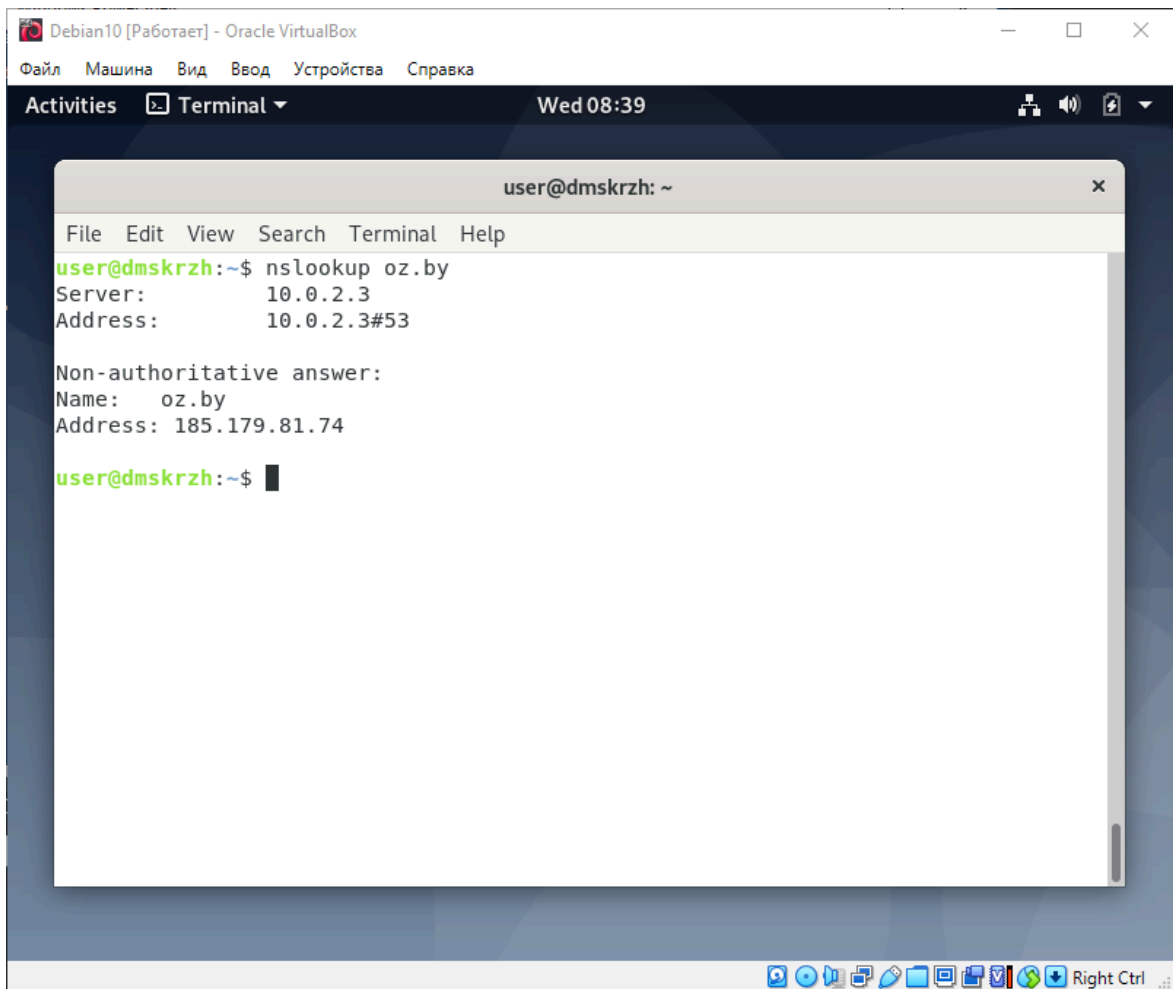 Debian10 [Работает] - Oracle VirtualBox
Файл Машина Вид Ввод Устройства Справка
Activities Terminal Wed 08:39
user@dmskrzh: ~
File Edit View Search Terminal Help
user@dmskrzh:~$ nslookup oz.by
Server: 10.0.2.3
Address: 10.0.2.3#53
Non-authoritative answer:
Name: oz.by
Address: 185.179.81.74
user@dmskrzh:~$
Right Ctrl